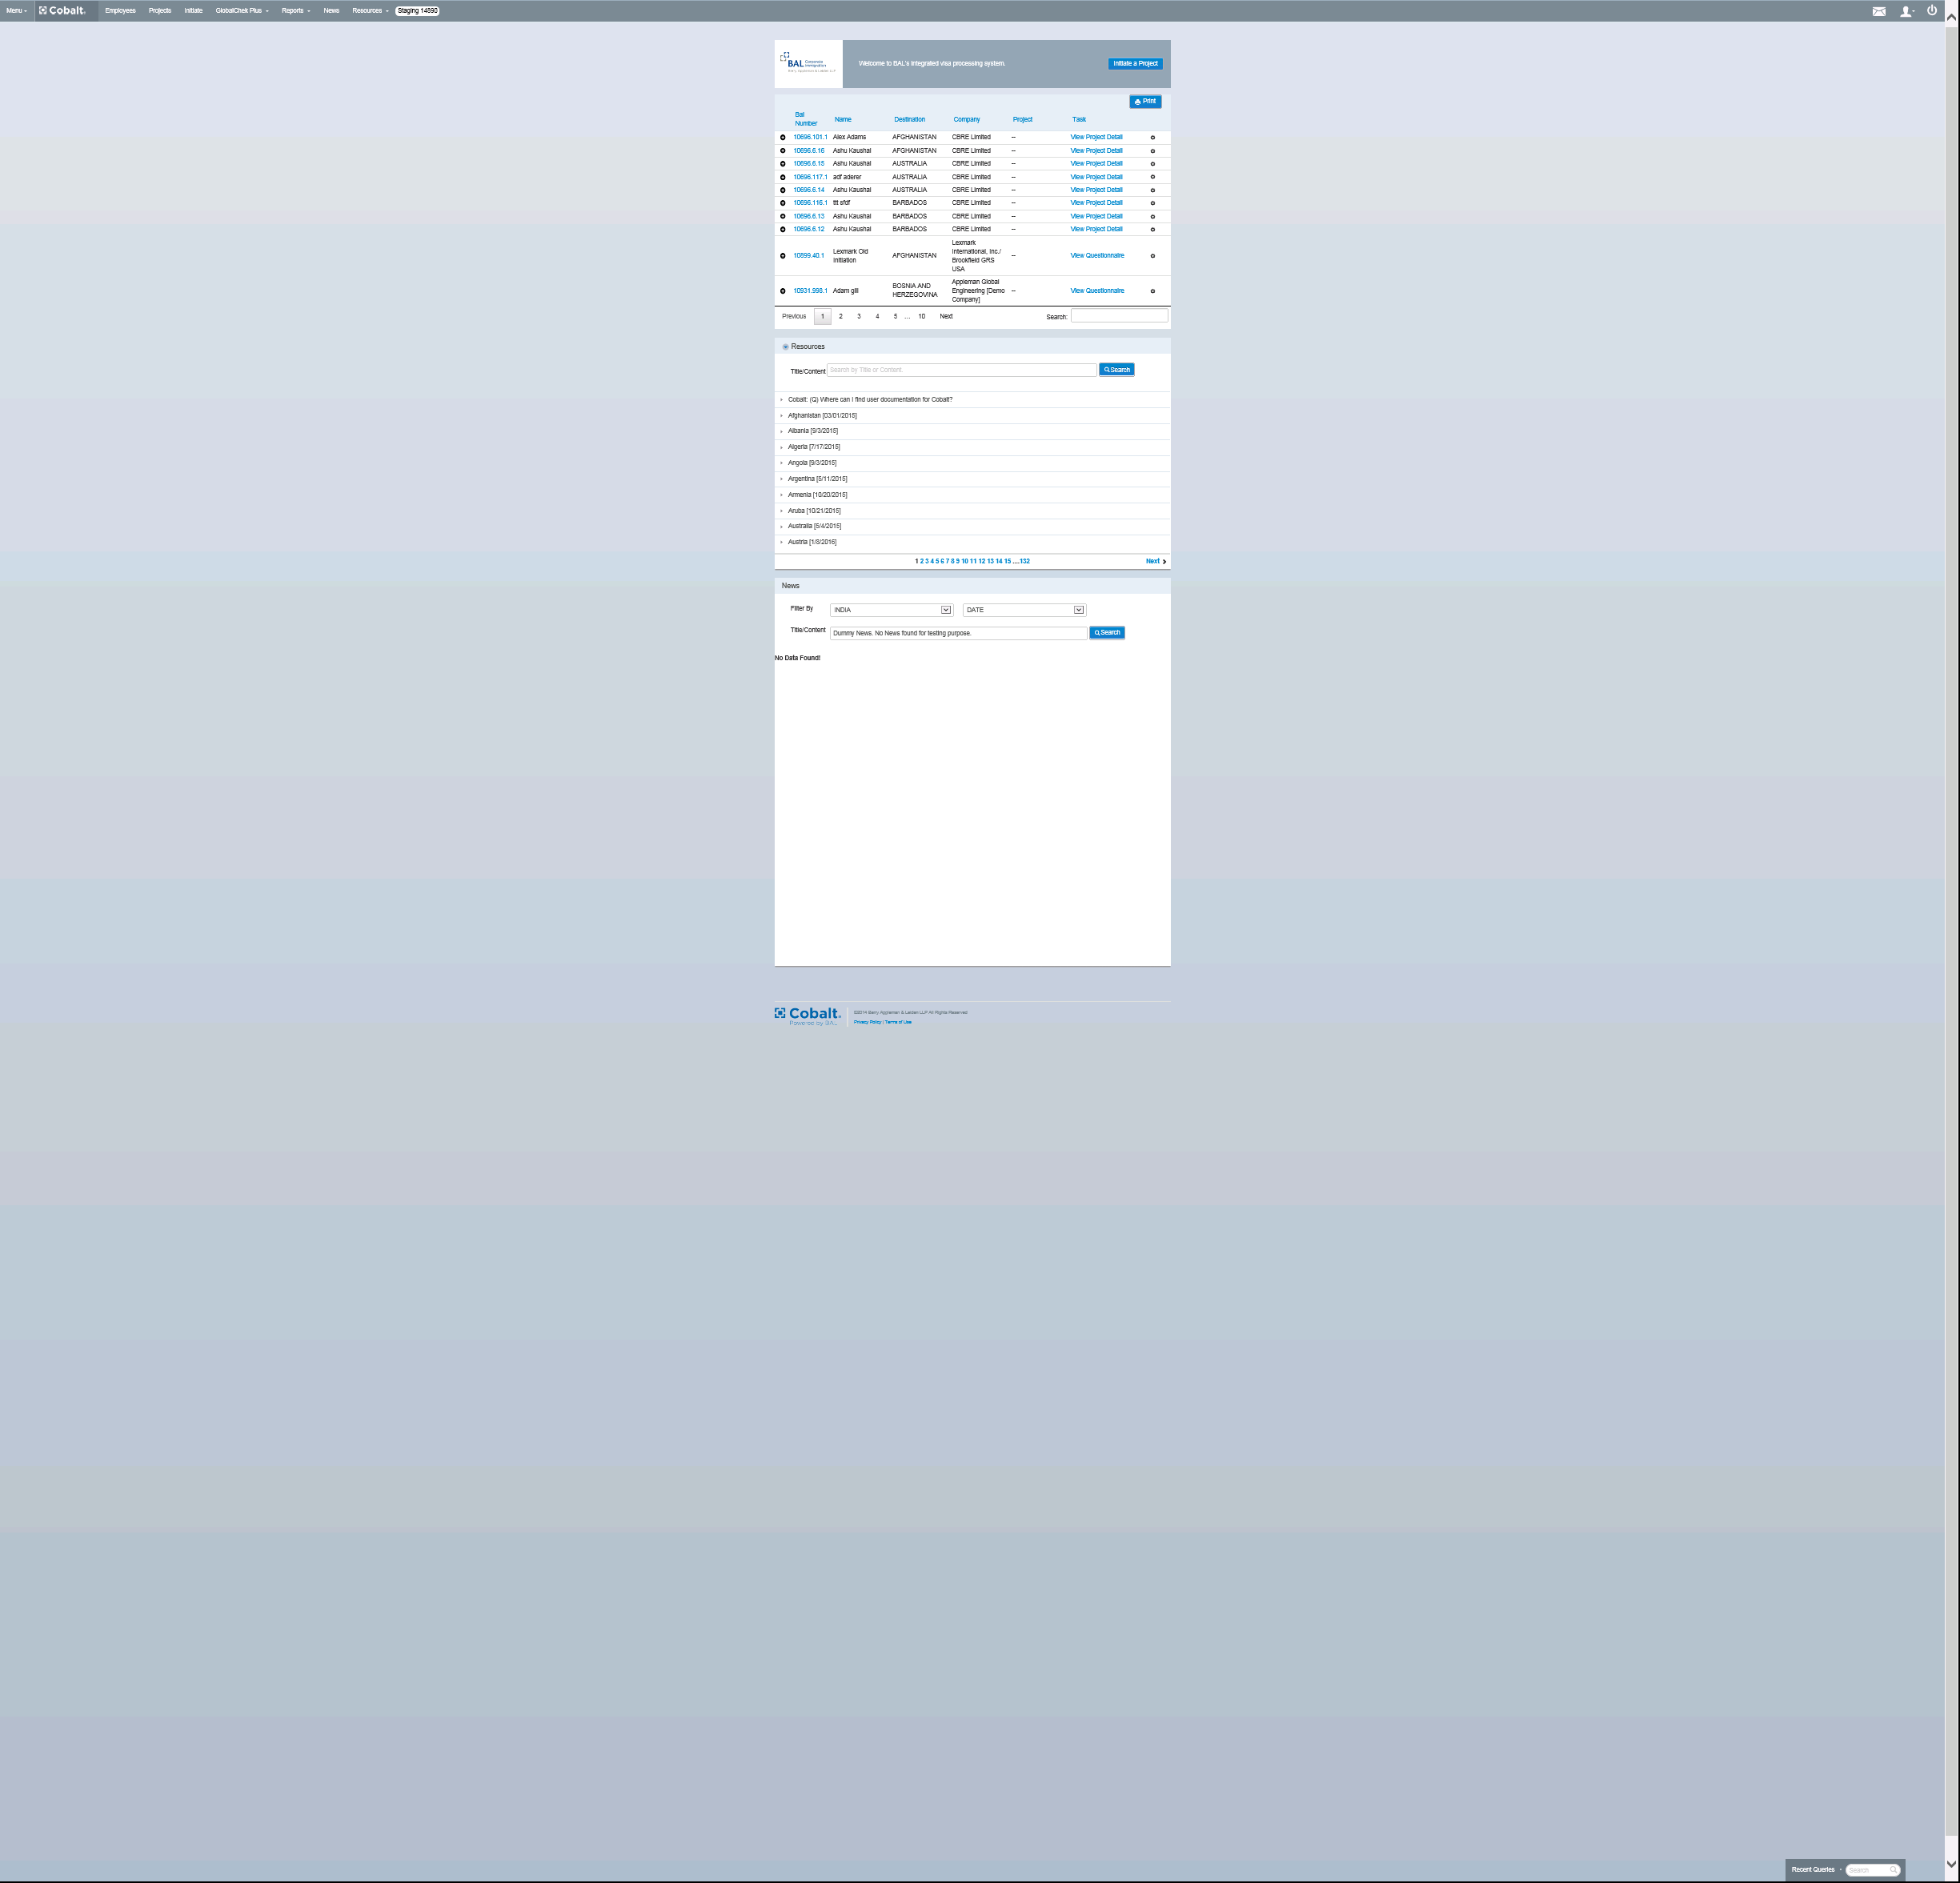 Menu Cobalt. Employees Projects Initiate GlobalChek Plus Reports News Resources Staging 14890
BAL Corporate Immigration
Berry Appleman & Leiden LLP
Welcome to BAL's integrated visa processing system.
Initiate a Project
Print
Bal Number Name Destination Company Project Task
10696.101.1 Alex Adams AFGHANISTAN CBRE Limited -- View Project Detail
10696.6.16 Ashu Kaushal AFGHANISTAN CBRE Limited -- View Project Detail
10696.6.15 Ashu Kaushal AUSTRALIA CBRE Limited -- View Project Detail
10696.117.1 adf aderer AUSTRALIA CBRE Limited -- View Project Detail
10696.6.14 Ashu Kaushal AUSTRALIA CBRE Limited -- View Project Detail
10696.116.1 ttt sfdf BARBADOS CBRE Limited -- View Project Detail
10696.6.13 Ashu Kaushal BARBADOS CBRE Limited -- View Project Detail
10696.6.12 Ashu Kaushal BARBADOS CBRE Limited -- View Project Detail
10899.40.1 Lexmark Old Initiation AFGHANISTAN Lexmark International, Inc./ Brookfield GRS USA -- View Questionnaire
10931.998.1 Adam gill BOSNIA AND HERZEGOVINA Appleman Global Engineering [Demo Company] -- View Questionnaire
Previous 1 2 3 4 5 … 10 Next Search:
Resources
Title/Content Search by Title or Content Search
Cobalt: (Q) Where can I find user documentation for Cobalt?
Afghanistan [03/01/2015]
Albania [9/3/2015]
Algeria [7/17/2015]
Angola [9/3/2015]
Argentina [5/11/2015]
Armenia [10/20/2015]
Aruba [10/21/2015]
Australia [5/4/2015]
Austria [1/8/2016]
1 2 3 4 5 6 7 8 9 10 11 12 13 14 15 ....132 Next
News
Filter By INDIA DATE
Title/Content Dummy News. No News found for testing purpose. Search
No Data Found!
Cobalt.
Powered by BAL
©2014 Berry Appleman & Leiden LLP All Rights Reserved
Privacy Policy | Terms of Use
Recent Queries Search